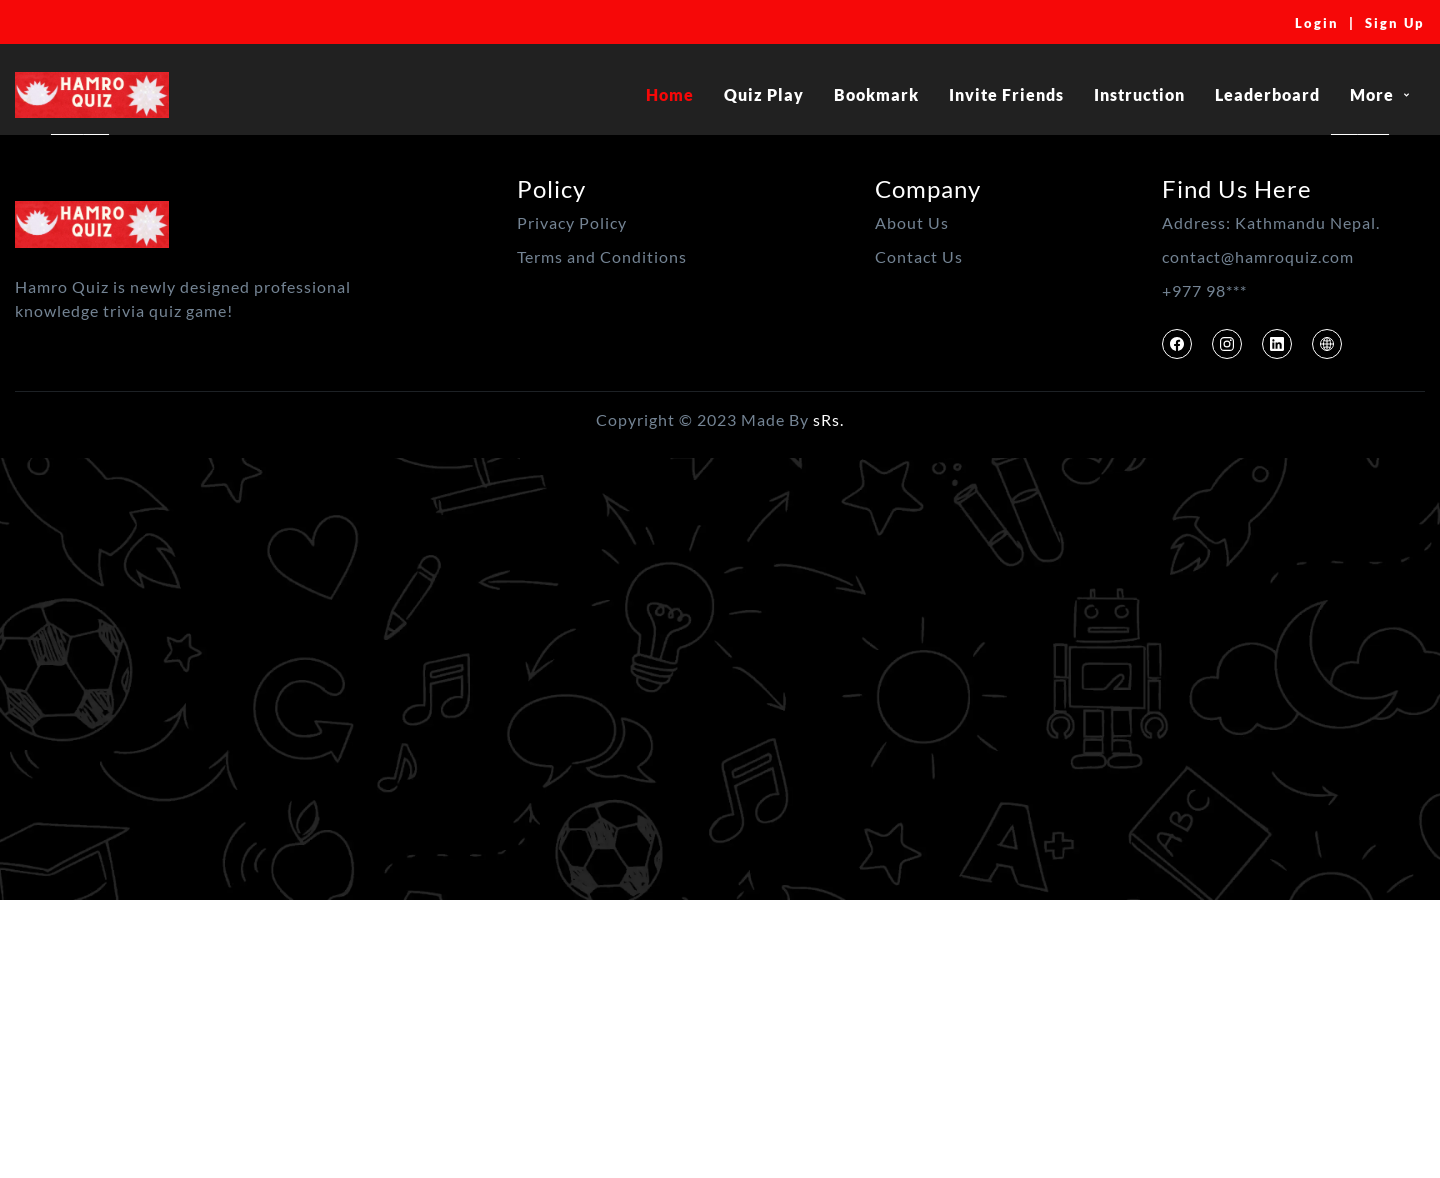 Login | Sign Up
HAMRO
QUIZ
Home Quiz Play Bookmark Invite Friends Instruction Leaderboard More
HAMRO
QUIZ
Hamro Quiz is newly designed professional
knowledge trivia quiz game!
Policy
Privacy Policy
Terms and Conditions
Company
About Us
Contact Us
Find Us Here
Address: Kathmandu Nepal.
contact@hamroquiz.com
+977 98***
Copyright © 2023 Made By sRs.
A+
ABC
A